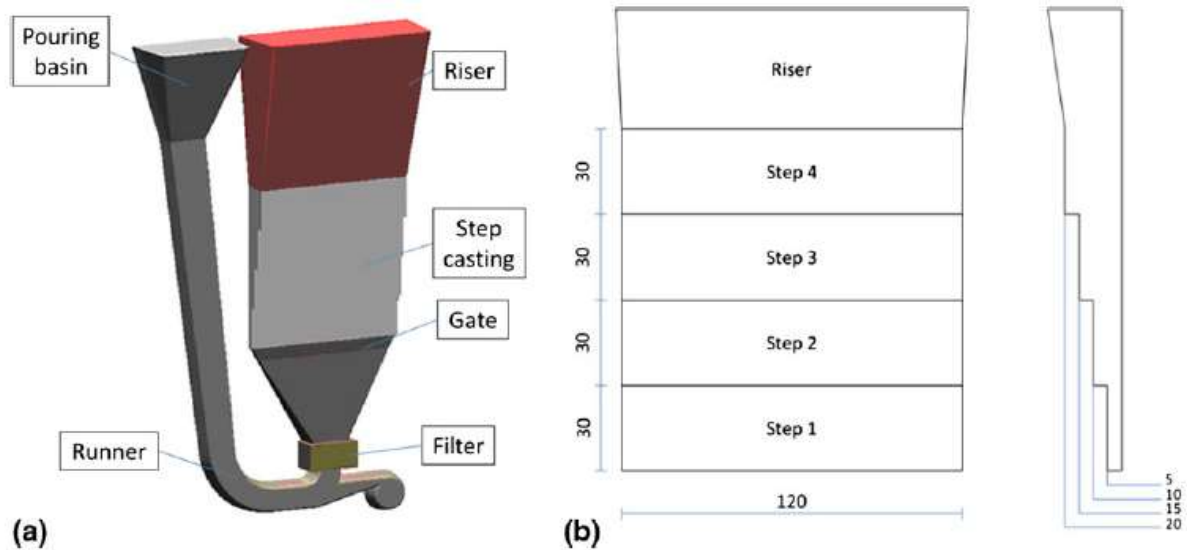 Pouring
basin
Riser
Step
casting
Gate
Runner
Filter
(a)
Riser
Step 4
Step 3
Step 2
Step 1
30
30
30
30
120
5
10
15
20
(b)